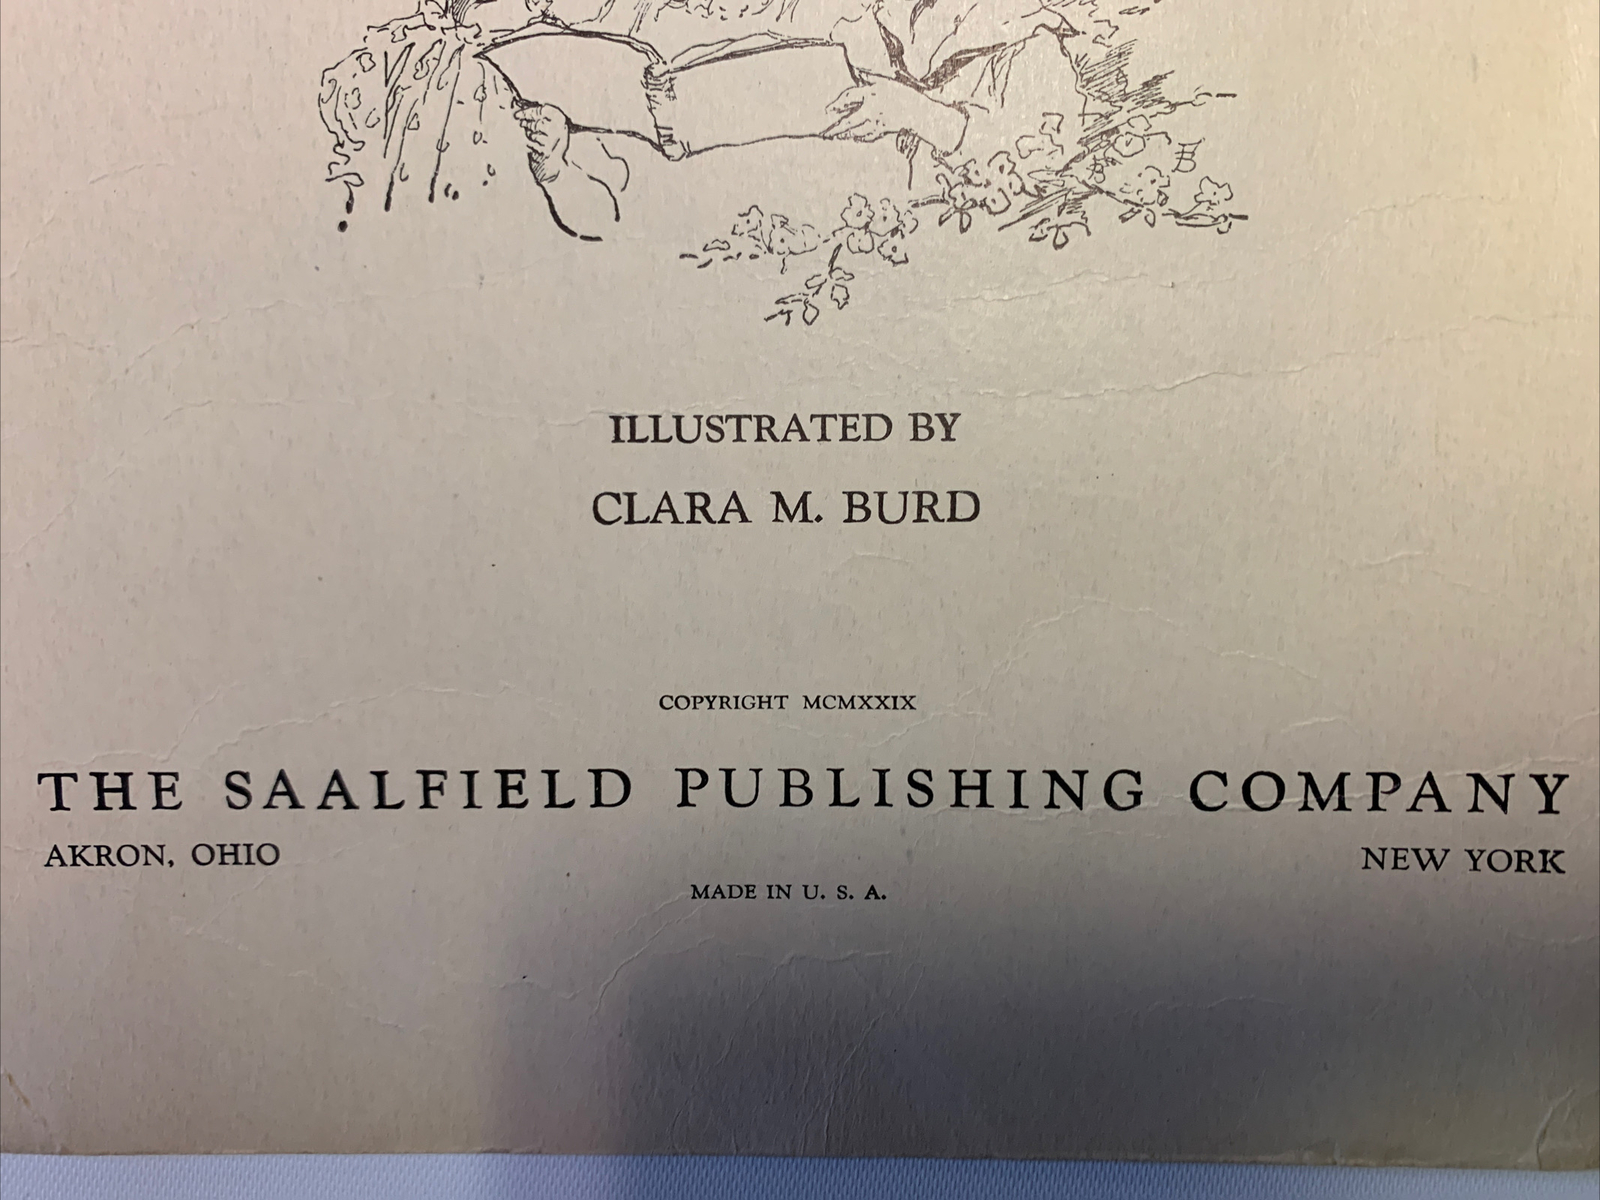 ILLUSTRATED BY
CLARA M. BURD
COPYRIGHT MCMXXIX
THE SAALFIELD PUBLISHING COMPANY
AKRON, OHIO
NEW YORK
MADE IN U. S. A.